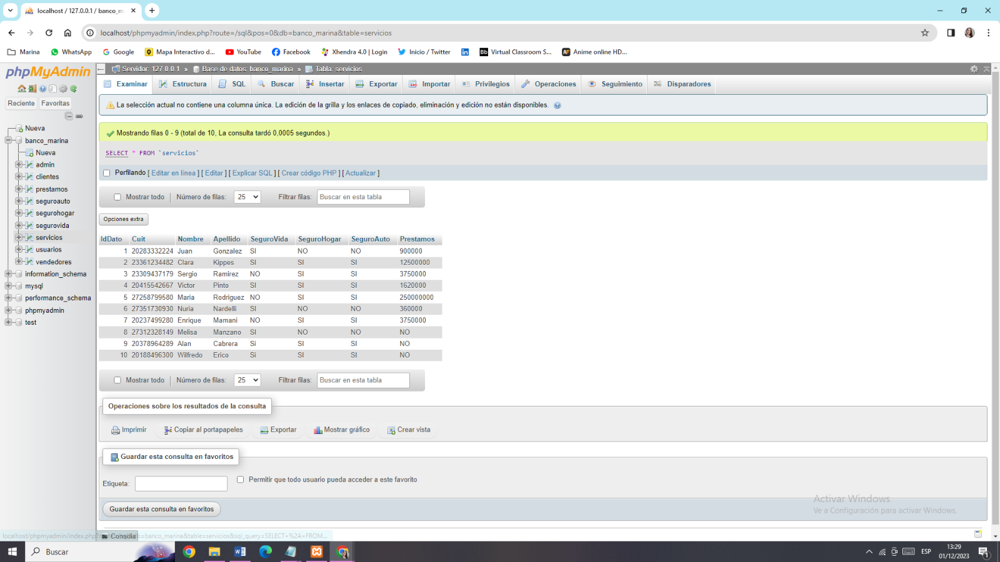 localhost / 127.0.0.1 / banco_m
localhost/phpmyadmin/index.php?route=/sql&pos=0&db=banco_marina&table=servicios
Marina WhatsApp Google Mapa Interactivo d... YouTube Facebook Xhendra 4.0 | Login Inicio / Twitter Virtual Classroom S... Anime online HD...
phpMyAdmin
Reciente Favoritas
Nueva
banco_marina
Nueva
admin
clientes
prestamos
seguroauto
segurohogar
segurovida
servicios
usuarios
vendedores
information_schema
mysql
performance_schema
phpmyadmin
test
Servidor: 127.0.0.1 » Base de datos: banco_marina » Tabla: servicios
Examinar Estructura SQL Buscar Insertar Exportar Importar Privilegios Operaciones Seguimiento Disparadores
La selección actual no contiene una columna única. La edición de la grilla y los enlaces de copiado, eliminación y edición no están disponibles.
Mostrando filas 0 - 9 (total de 10, La consulta tardó 0,0005 segundos.)
SELECT * FROM `servicios`
Perfilando [ Editar en línea ] [ Editar ] [ Explicar SQL ] [ Crear código PHP ] [ Actualizar ]
Mostrar todo | Número de filas: 25 Filtrar filas: Buscar en esta tabla
Opciones extra
IdDato Cuit Nombre Apellido SeguroVida SeguroHogar SeguroAuto Prestamos
1 20283332224 Juan Gonzalez SI NO NO 900000
2 23361234482 Clara Kippes SI SI SI 12500000
3 23309437179 Sergio Ramirez NO SI SI 3750000
4 20415542667 Victor Pinto SI SI SI 1620000
5 27258799580 Maria Rodriguez NO SI SI 250000000
6 27351730930 Nuria Nardelli SI NO NO 360000
7 20237499280 Enrique Mamani NO SI SI 3750000
8 27312328149 Melisa Manzano SI NO NO NO
9 20378964289 Alan Cabrera Si SI SI NO
10 20188496300 Wilfredo Erico Si SI SI NO
Mostrar todo | Número de filas: 25 Filtrar filas: Buscar en esta tabla
Operaciones sobre los resultados de la consulta
Imprimir Copiar al portapapeles Exportar Mostrar gráfico Crear vista
Guardar esta consulta en favoritos
Etiqueta: Permitir que todo usuario pueda acceder a este favorito
Guardar esta consulta en favoritos
Activar Windows
Ve a Configuración para activar Windows.
Consola
Buscar
ESP
13:29
01/12/2023
1